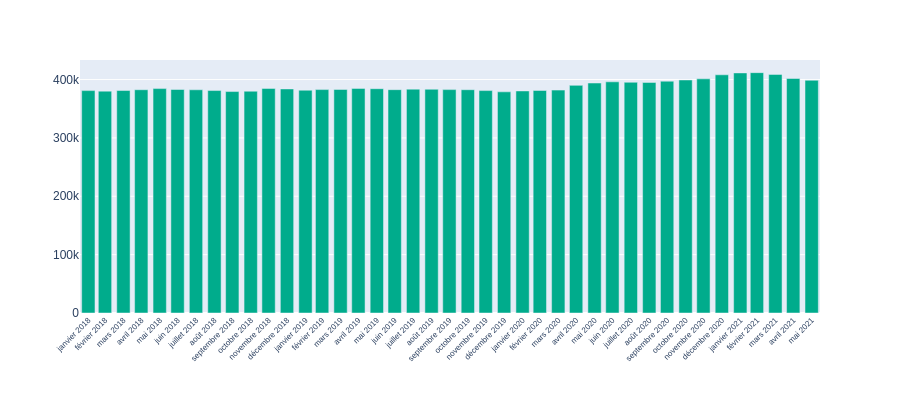 400k
300k
200k
100k
0
janvier 2018
février 2018
mars 2018
avril 2018
mai 2018
juin 2018
juillet 2018
août 2018
septembre 2018
octobre 2018
novembre 2018
décembre 2018
janvier 2019
février 2019
mars 2019
avril 2019
mai 2019
juin 2019
juillet 2019
août 2019
septembre 2019
octobre 2019
novembre 2019
décembre 2019
janvier 2020
février 2020
mars 2020
avril 2020
mai 2020
juin 2020
juillet 2020
août 2020
septembre 2020
octobre 2020
novembre 2020
décembre 2020
janvier 2021
février 2021
mars 2021
avril 2021
mai 2021